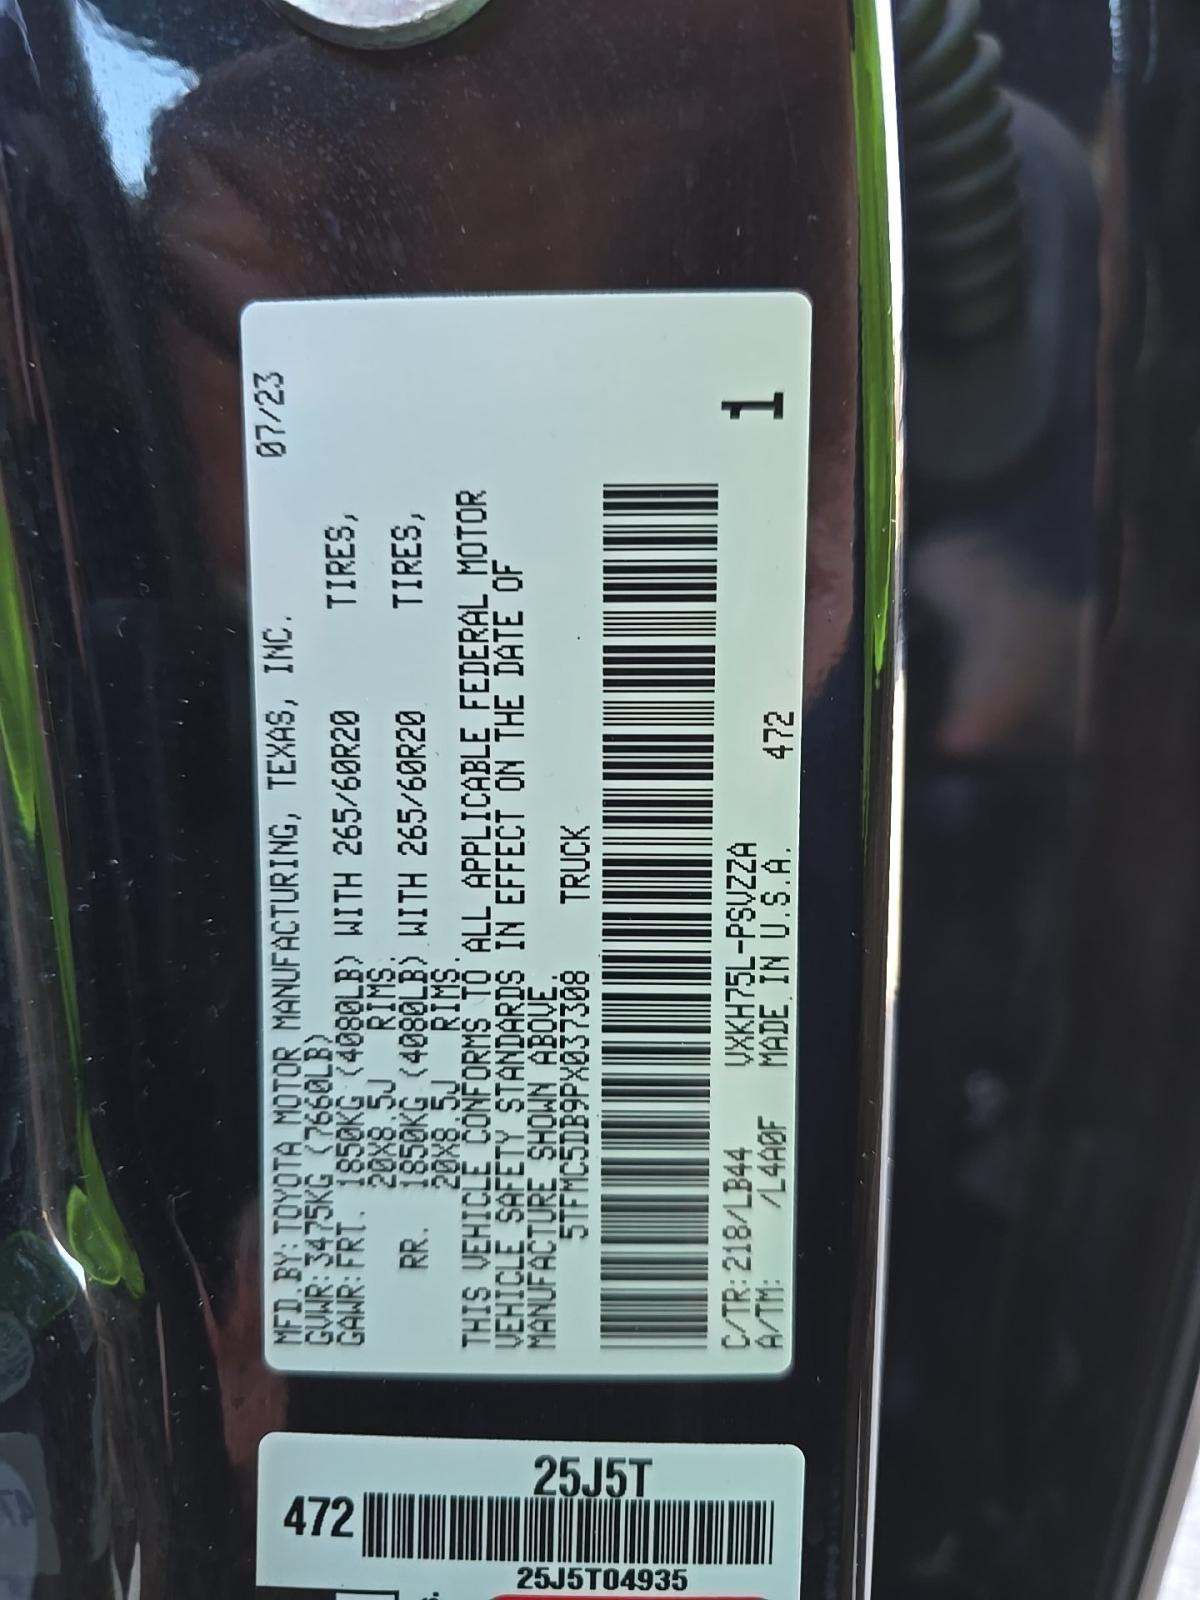 MFD.BY:TOYOTA MOTOR MANUFACTURING, TEXAS, INC. 07/23
GVWR:3475KG (7660LB)
GAWR:FRT. 1850KG (4080LB) WITH 265/60R20 TIRES,
20X8.5J RIMS.
RR. 1850KG (4080LB) WITH 265/60R20 TIRES,
20X8.5J RIMS.
THIS VEHICLE CONFORMS TO ALL APPLICABLE FEDERAL MOTOR
VEHICLE SAFETY STANDARDS IN EFFECT ON THE DATE OF
MANUFACTURE SHOWN ABOVE.
5TFMC5DB9PX037308 TRUCK
C/TR:218/LB44 VXKH75L-PSVZZA 1
A/TM: /L4A0F MADE IN U.S.A. 472
25J5T
472
25J5T04935